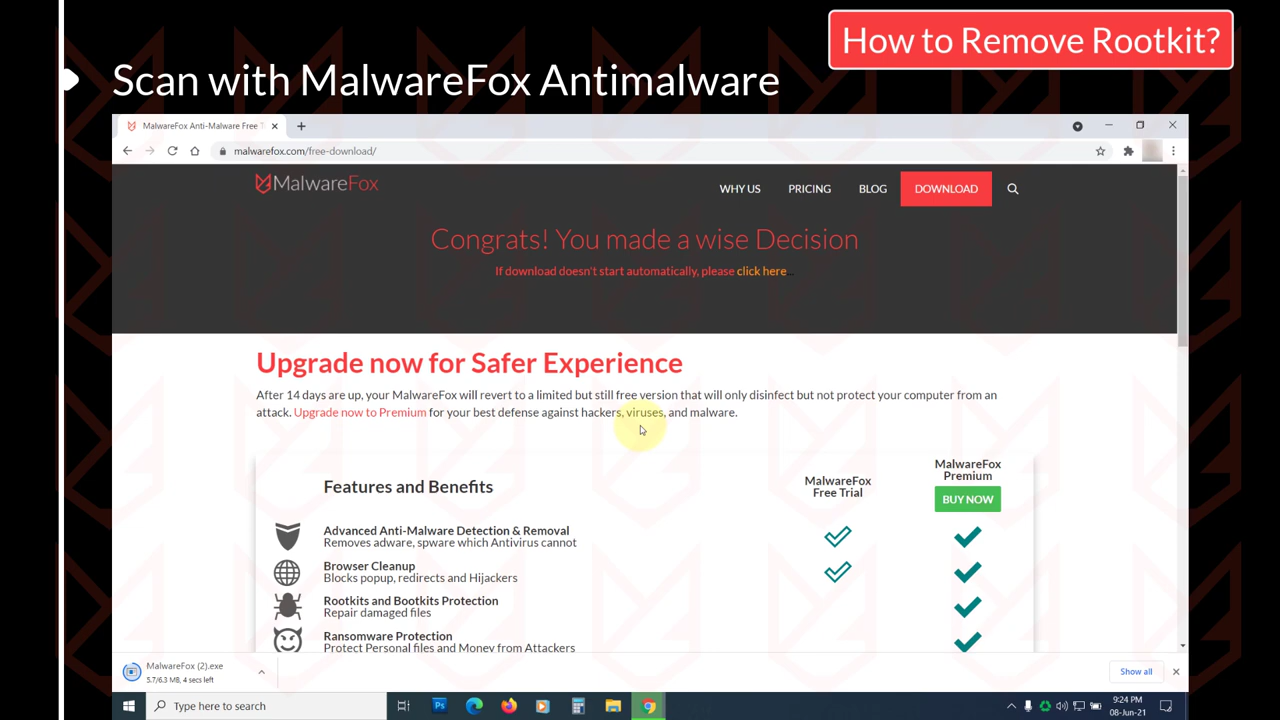 How to Remove Rootkit?
Scan with MalwareFox Antimalware
MalwareFox Anti-Malware Free T
malwarefox.com/free-download/
MalwareFox
WHY US
PRICING
BLOG
DOWNLOAD
Congrats! You made a wise Decision
If download doesn't start automatically, please click here
Upgrade now for Safer Experience
After 14 days are up, your MalwareFox will revert to a limited but still free version that will only disinfect but not protect your computer from an
attack. Upgrade now to Premium for your best defense against hackers, viruses, and malware.
Features and Benefits
MalwareFox
Free Trial
MalwareFox
Premium
BUY NOW
Advanced Anti-Malware Detection & Removal
Removes adware, spware which Antivirus cannot
Browser Cleanup
Blocks popup, redirects and Hijackers
Rootkits and Bootkits Protection
Repair damaged files
Ransomware Protection
Protect Personal files and Money from Attackers
MalwareFox (2).exe
5.7/6.3 MB, 4 secs left
Show all
Type here to search
Ps
9:24 PM
08-Jun-21